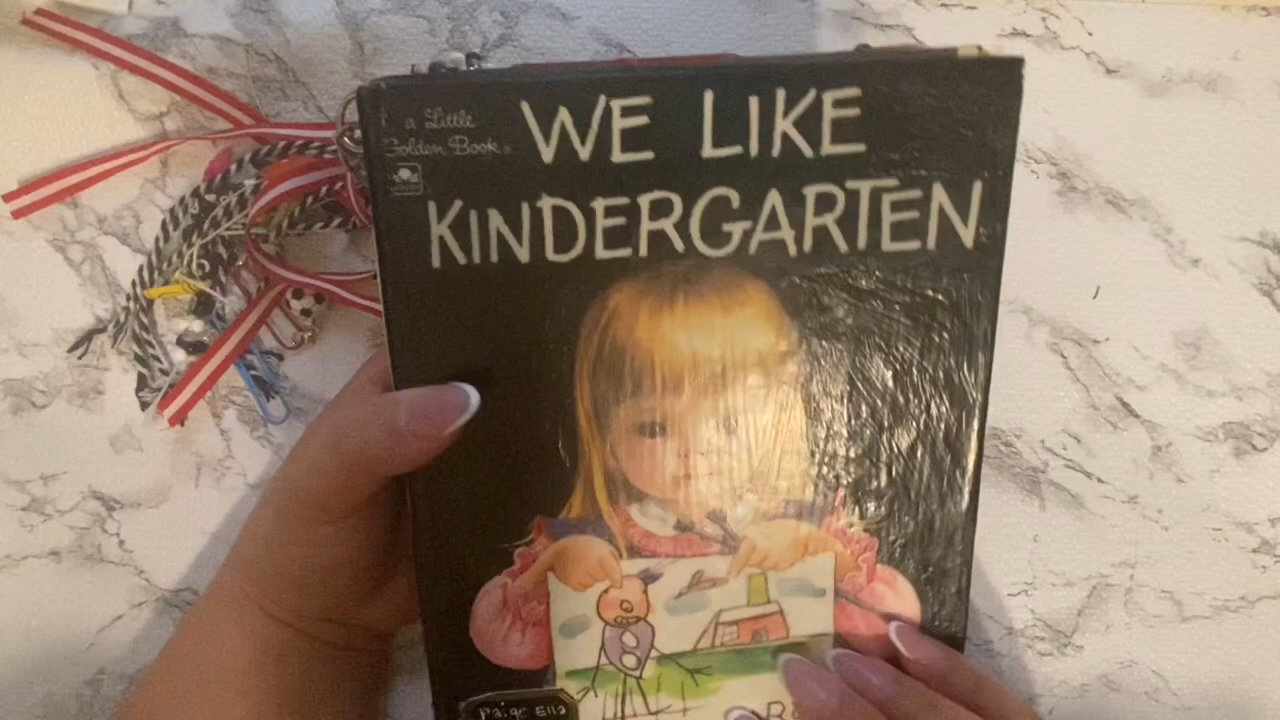 a Little
Golden Book®
WE LIKE
KINDERGARTEN
Paige Ella